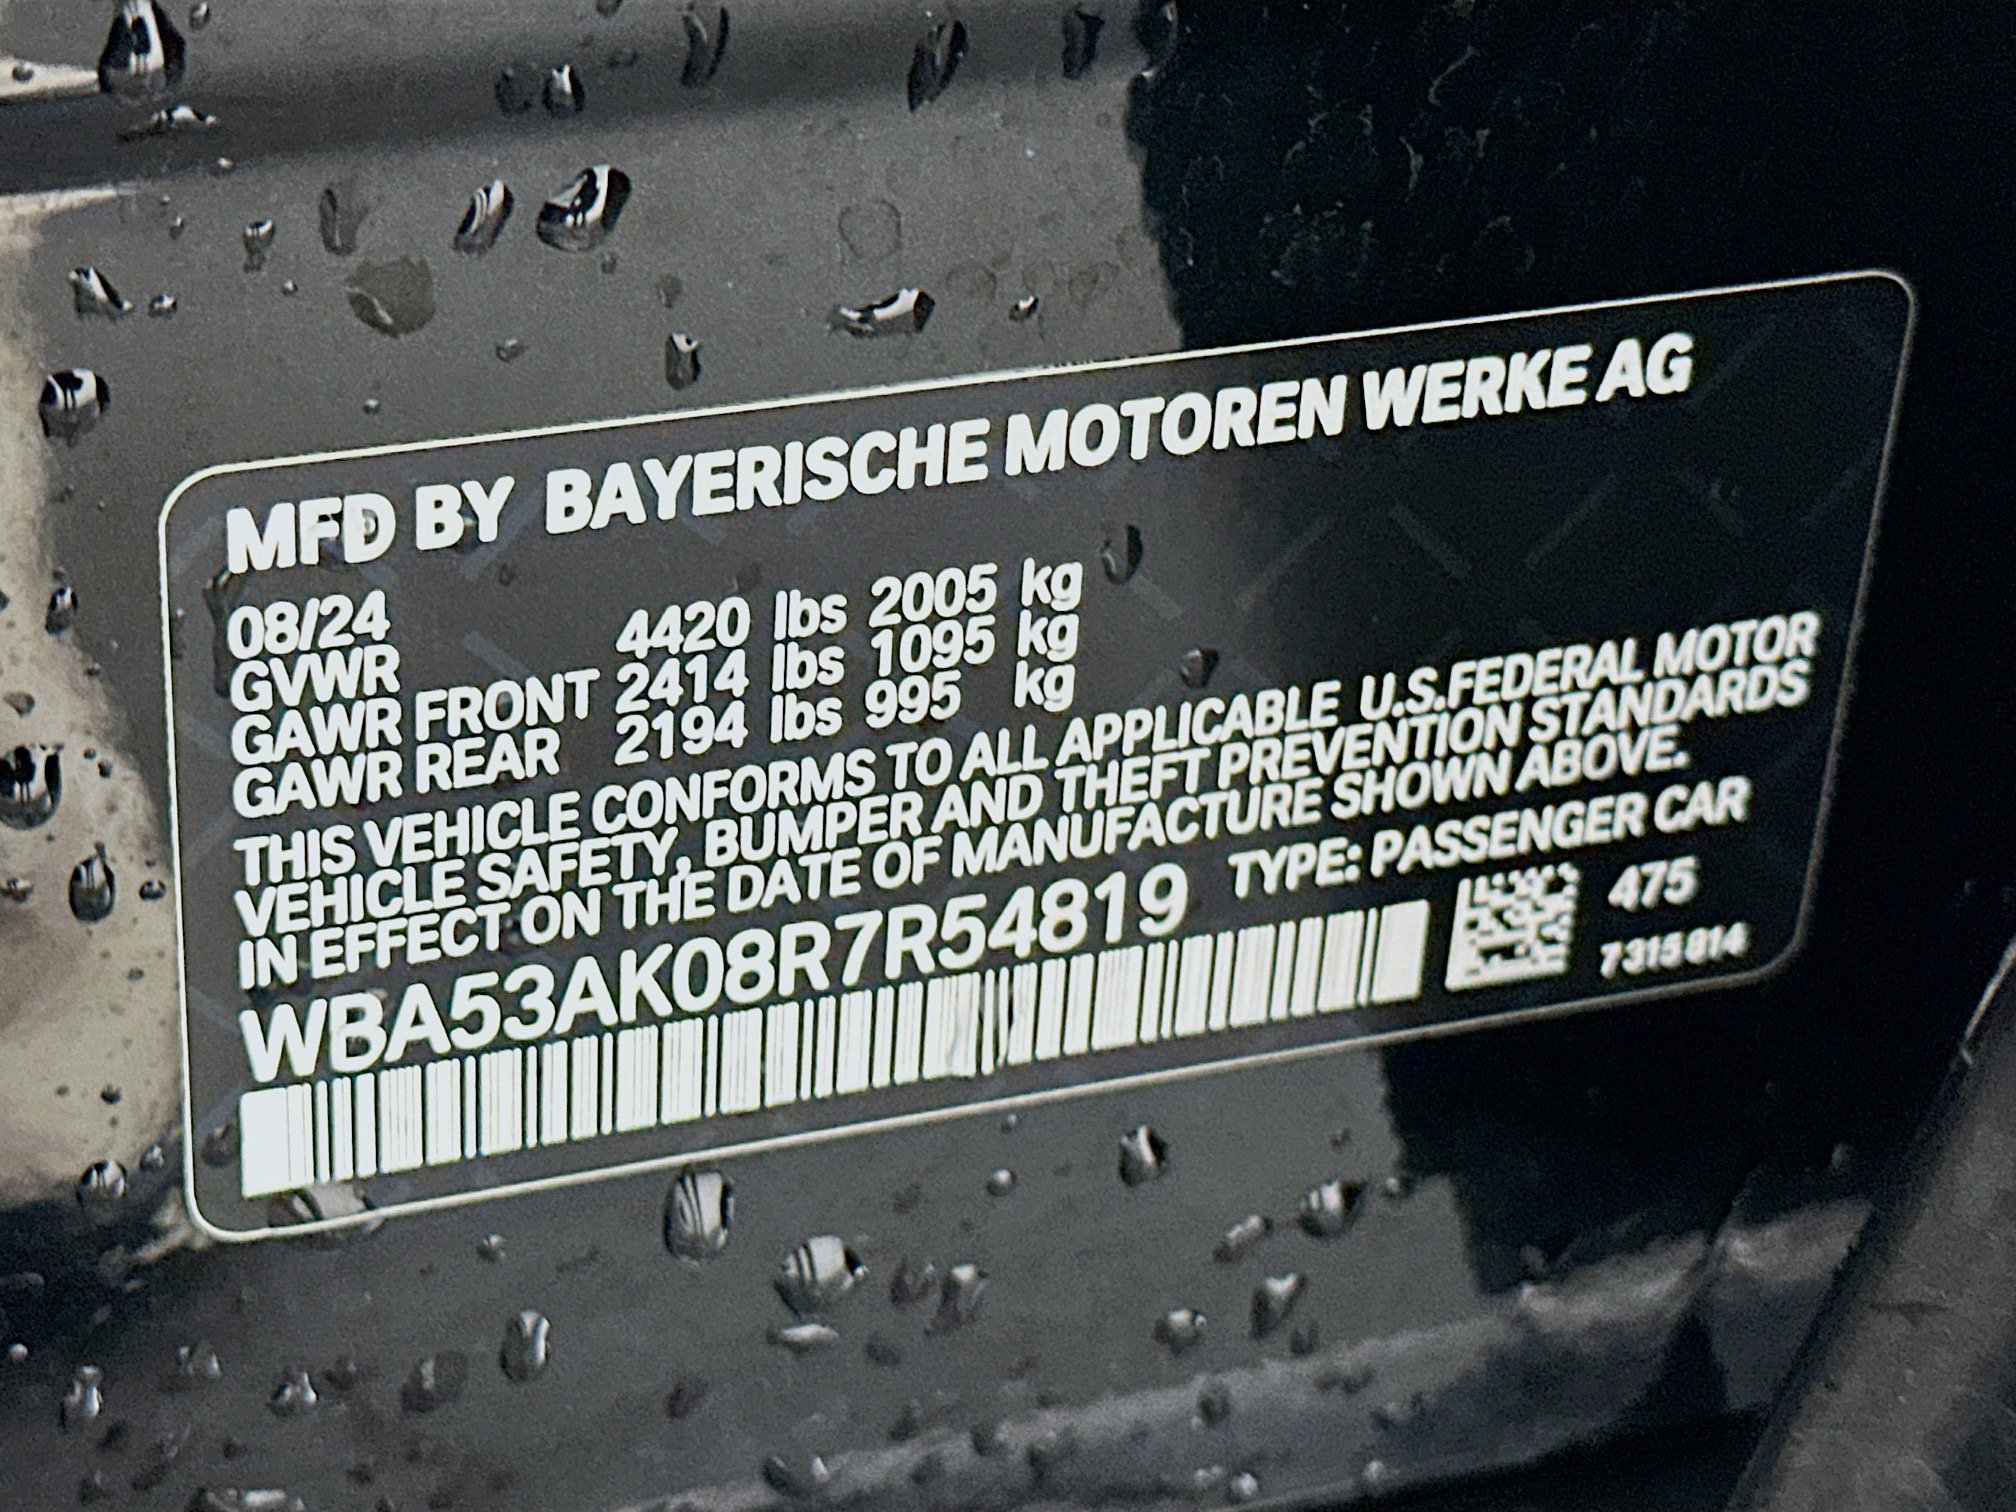 MFD BY BAYERISCHE MOTOREN WERKE AG
08/24
GVWR 4420 lbs 2005 kg
GAWR FRONT 2414 lbs 1095 kg
GAWR REAR 2194 lbs 995 kg
THIS VEHICLE CONFORMS TO ALL APPLICABLE U.S.FEDERAL MOTOR
VEHICLE SAFETY, BUMPER AND THEFT PREVENTION STANDARDS
IN EFFECT ON THE DATE OF MANUFACTURE SHOWN ABOVE.
WBA53AK08R7R54819 TYPE: PASSENGER CAR
475
7315814